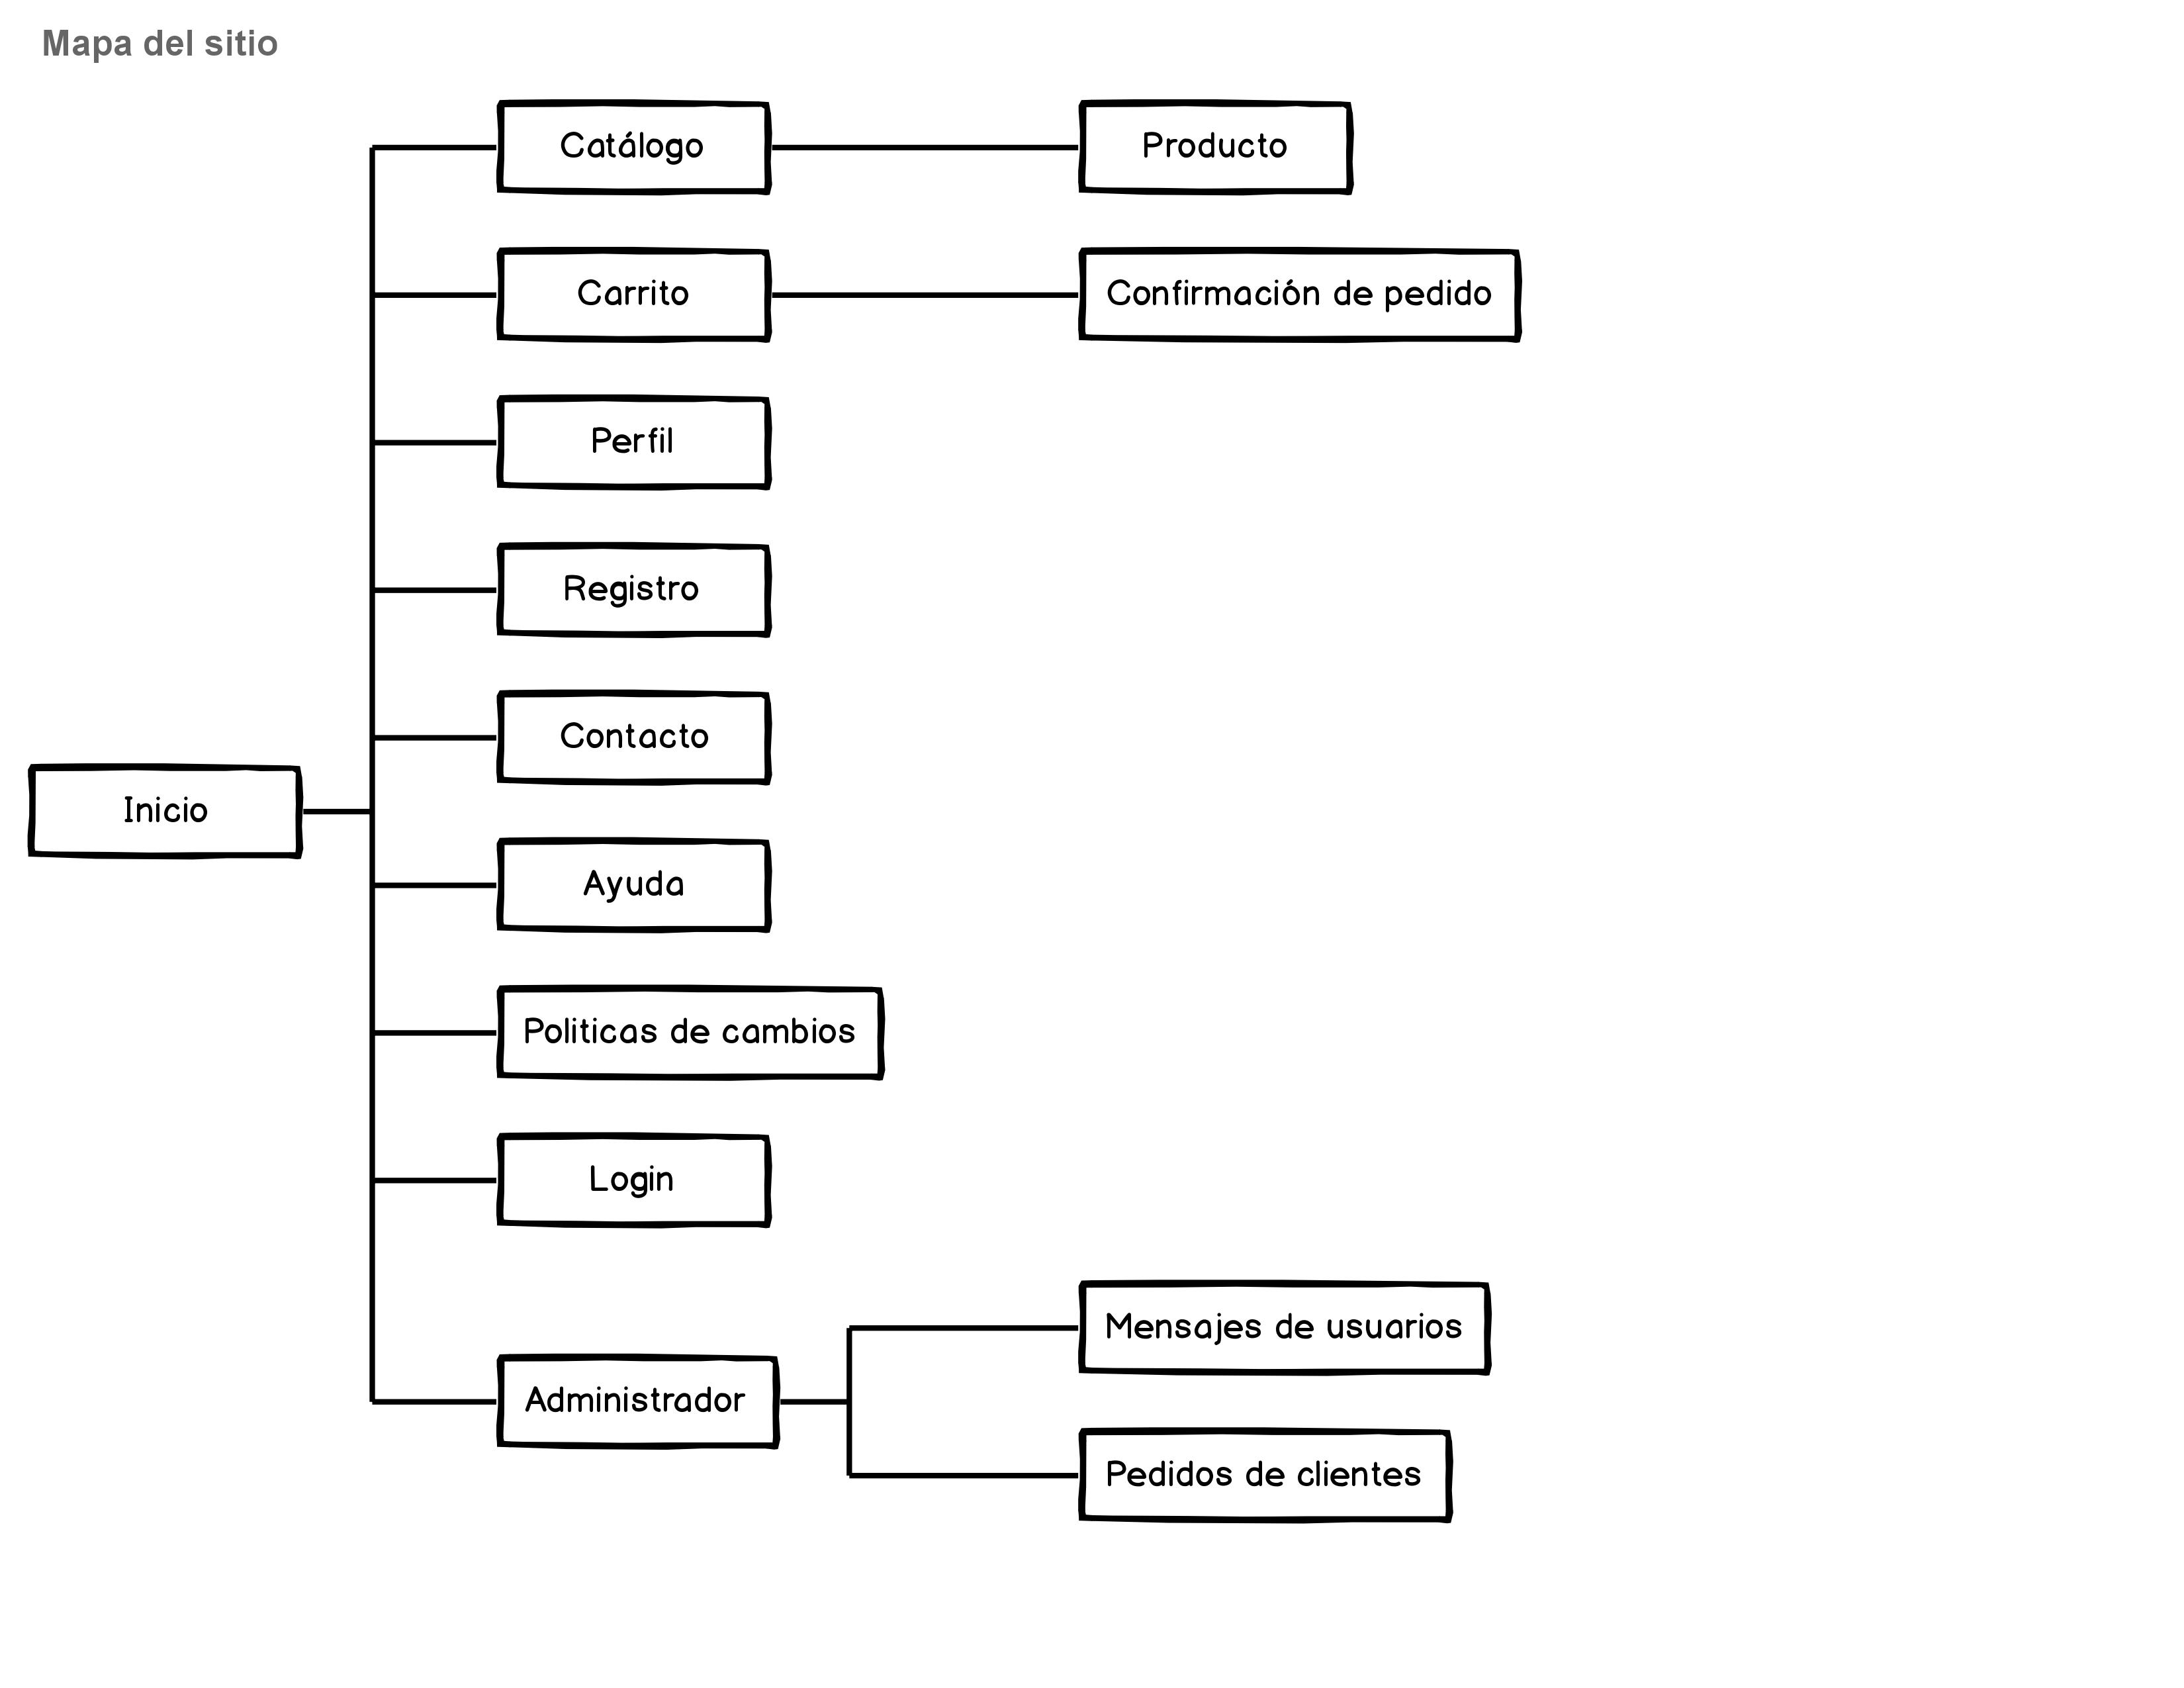 Mapa del sitio
Catálogo
Producto
Carrito
Confirmación de pedido
Perfil
Registro
Contacto
Inicio
Ayuda
Politicas de cambios
Login
Mensajes de usuarios
Administrador
Pedidos de clientes